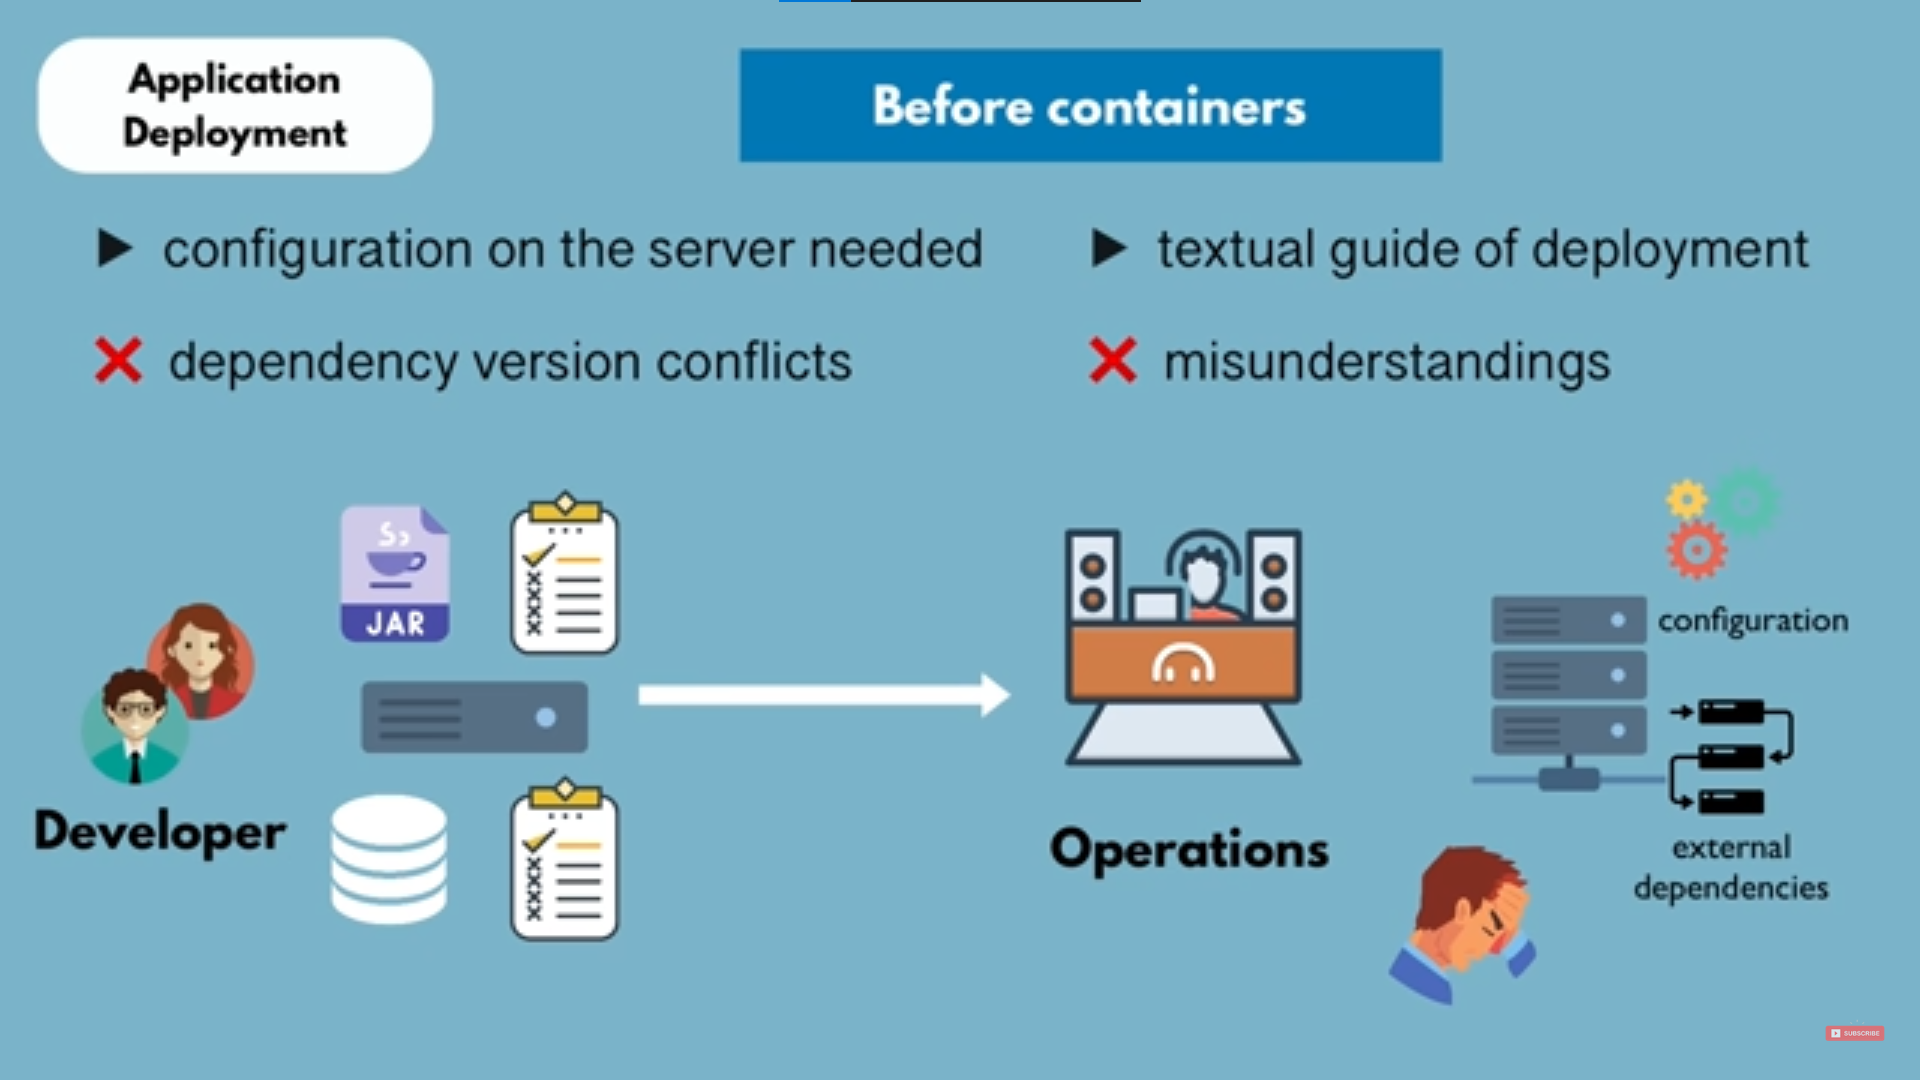 Application
Deployment
Before containers
configuration on the server needed
textual guide of deployment
dependency version conflicts
misunderstandings
JAR
configuration
Developer
Operations
external
dependencies
SUBSCRIBE